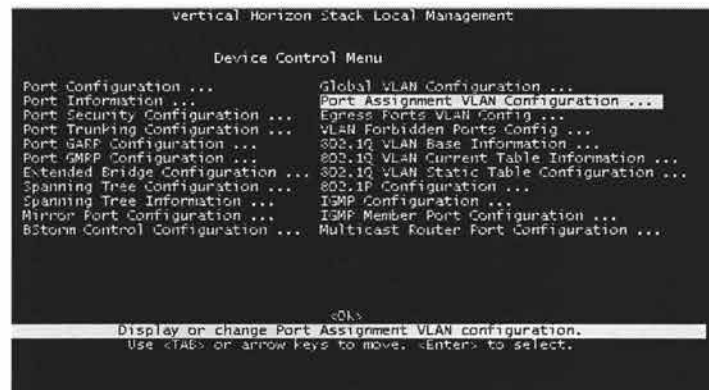 Vertical Horizon Stack Local Management
Device Control Menu
Port Configuration ...
Port Information ...
Port Security Configuration ...
Port Trunking Configuration ...
Port GARP Configuration ...
Port GMRP Configuration ...
Extended Bridge Configuration ...
Spanning Tree Configuration ...
Spanning Tree Information ...
Mirror Port Configuration ...
BStorm Control Configuration ...
Global VLAN Configuration ...
Port Assignment VLAN Configuration ...
Egress Ports VLAN Config ...
VLAN Forbidden Ports Config ...
802.1Q VLAN Base Information ...
802.1Q VLAN Current Table Information ...
802.1Q VLAN Static Table Configuration ...
802.1P Configuration ...
IGMP Configuration ...
IGMP Member Port Configuration ...
Multicast Router Port Configuration ...
<OK>
Display or change Port Assignment VLAN configuration.
Use <TAB> or arrow keys to move. <Enter> to select.